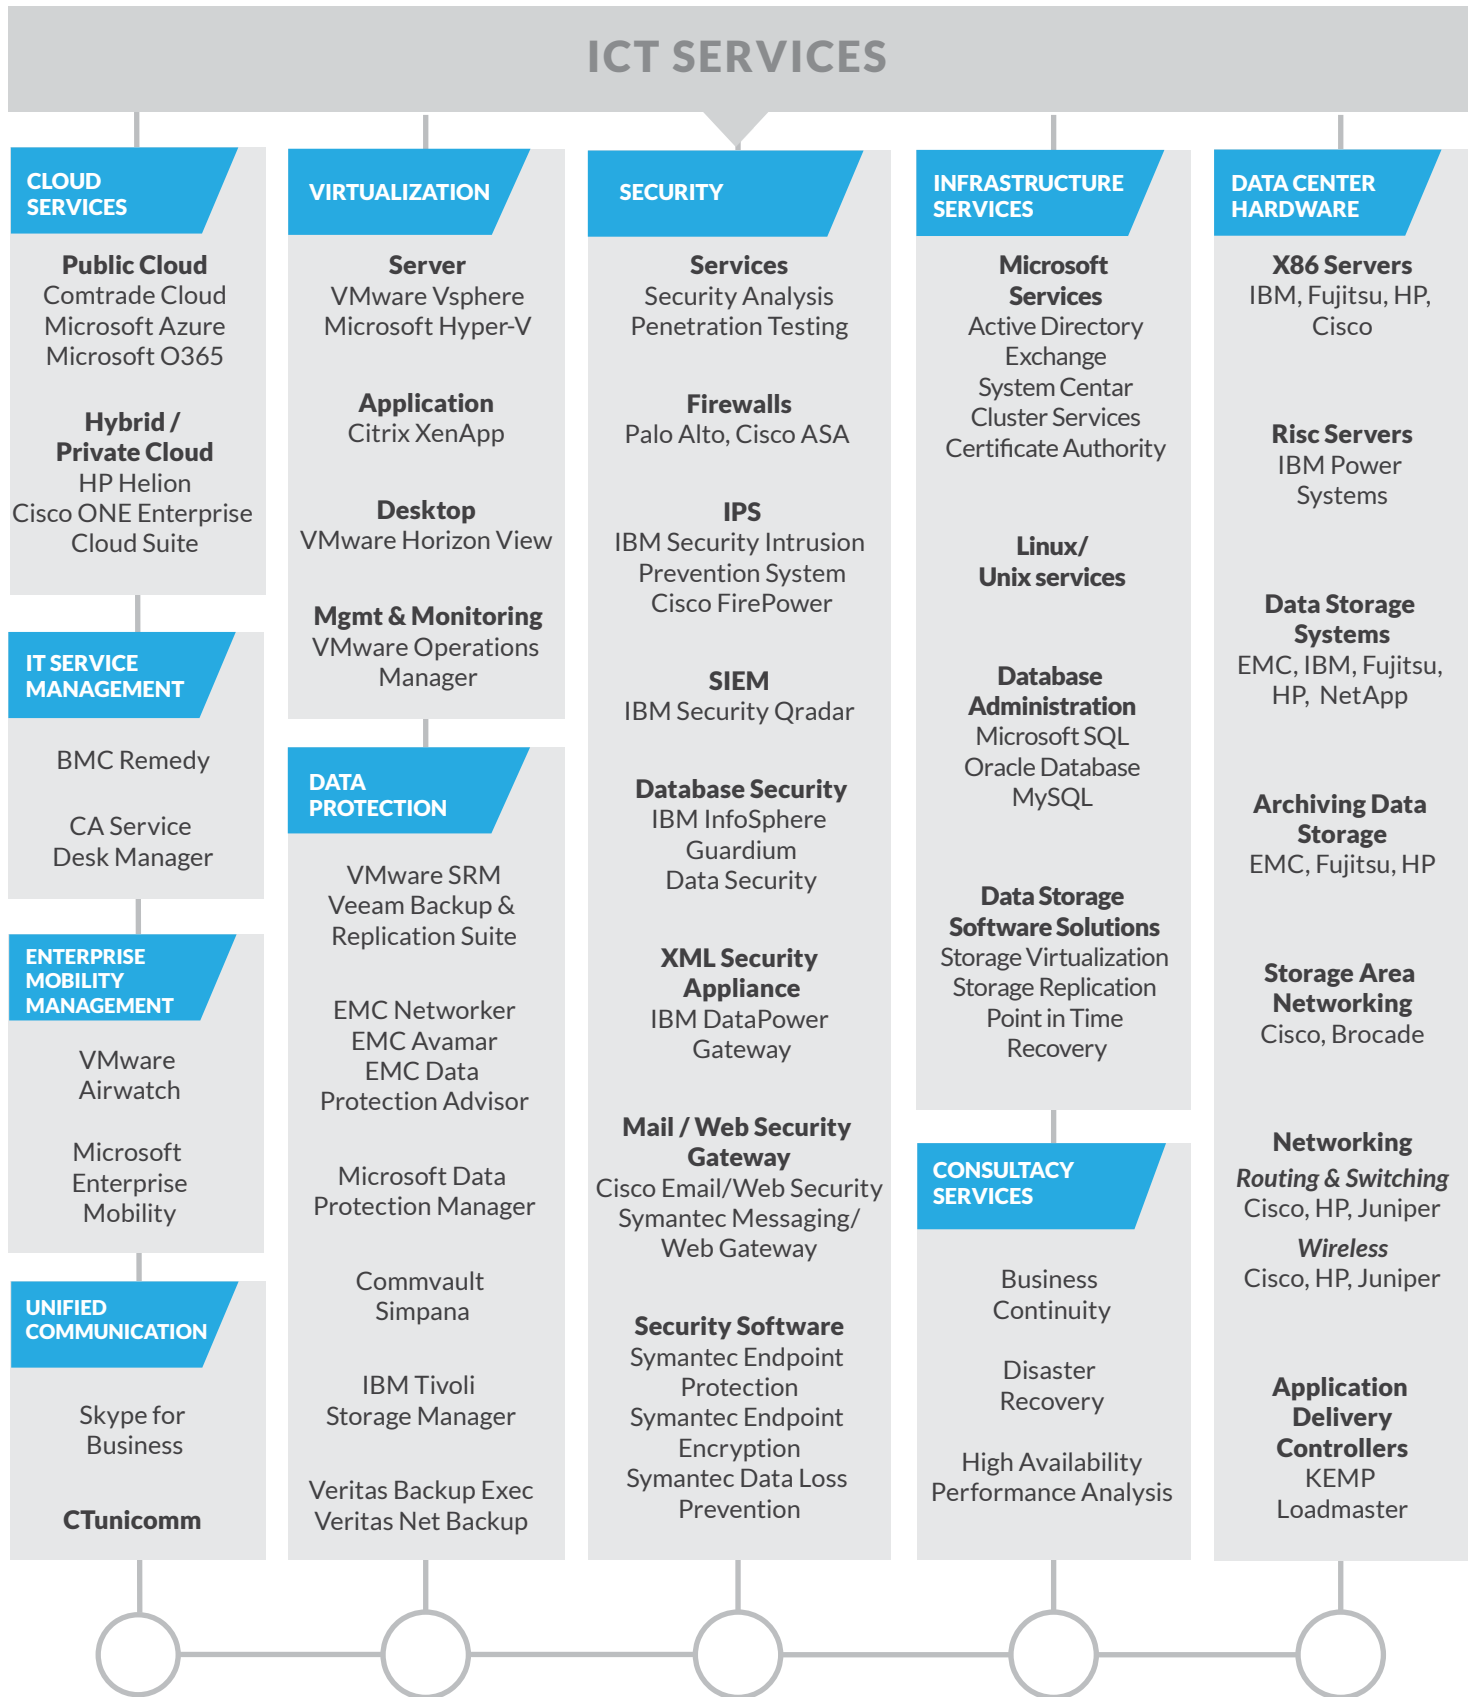 ICT SERVICES
CLOUD
SERVICES
Public Cloud
Comtrade Cloud
Microsoft Azure
Microsoft O365
Hybrid /
Private Cloud
HP Helion
Cisco ONE Enterprise
Cloud Suite
IT SERVICE
MANAGEMENT
BMC Remedy
CA Service
Desk Manager
ENTERPRISE
MOBILITY
MANAGEMENT
VMware
Airwatch
Microsoft
Enterprise
Mobility
UNIFIED
COMMUNICATION
Skype for
Business
CTunicomm
VIRTUALIZATION
Server
VMware Vsphere
Microsoft Hyper-V
Application
Citrix XenApp
Desktop
VMware Horizon View
Mgmt & Monitoring
VMware Operations
Manager
DATA
PROTECTION
VMware SRM
Veeam Backup &
Replication Suite
EMC Networker
EMC Avamar
EMC Data
Protection Advisor
Microsoft Data
Protection Manager
Commvault
Simpana
IBM Tivoli
Storage Manager
Veritas Backup Exec
Veritas Net Backup
SECURITY
Services
Security Analysis
Penetration Testing
Firewalls
Palo Alto, Cisco ASA
IPS
IBM Security Intrusion
Prevention System
Cisco FirePower
SIEM
IBM Security Qradar
Database Security
IBM InfoSphere
Guardium
Data Security
XML Security
Appliance
IBM DataPower
Gateway
Mail / Web Security
Gateway
Cisco Email/Web Security
Symantec Messaging/
Web Gateway
Security Software
Symantec Endpoint
Protection
Symantec Endpoint
Encryption
Symantec Data Loss
Prevention
INFRASTRUCTURE
SERVICES
Microsoft
Services
Active Directory
Exchange
System Centar
Cluster Services
Certificate Authority
Linux/
Unix services
Database
Administration
Microsoft SQL
Oracle Database
MySQL
Data Storage
Software Solutions
Storage Virtualization
Storage Replication
Point in Time
Recovery
CONSULTACY
SERVICES
Business
Continuity
Disaster
Recovery
High Availability
Performance Analysis
DATA CENTER
HARDWARE
X86 Servers
IBM, Fujitsu, HP,
Cisco
Risc Servers
IBM Power
Systems
Data Storage
Systems
EMC, IBM, Fujitsu,
HP, NetApp
Archiving Data
Storage
EMC, Fujitsu, HP
Storage Area
Networking
Cisco, Brocade
Networking
Routing & Switching
Cisco, HP, Juniper
Wireless
Cisco, HP, Juniper
Application
Delivery
Controllers
KEMP
Loadmaster